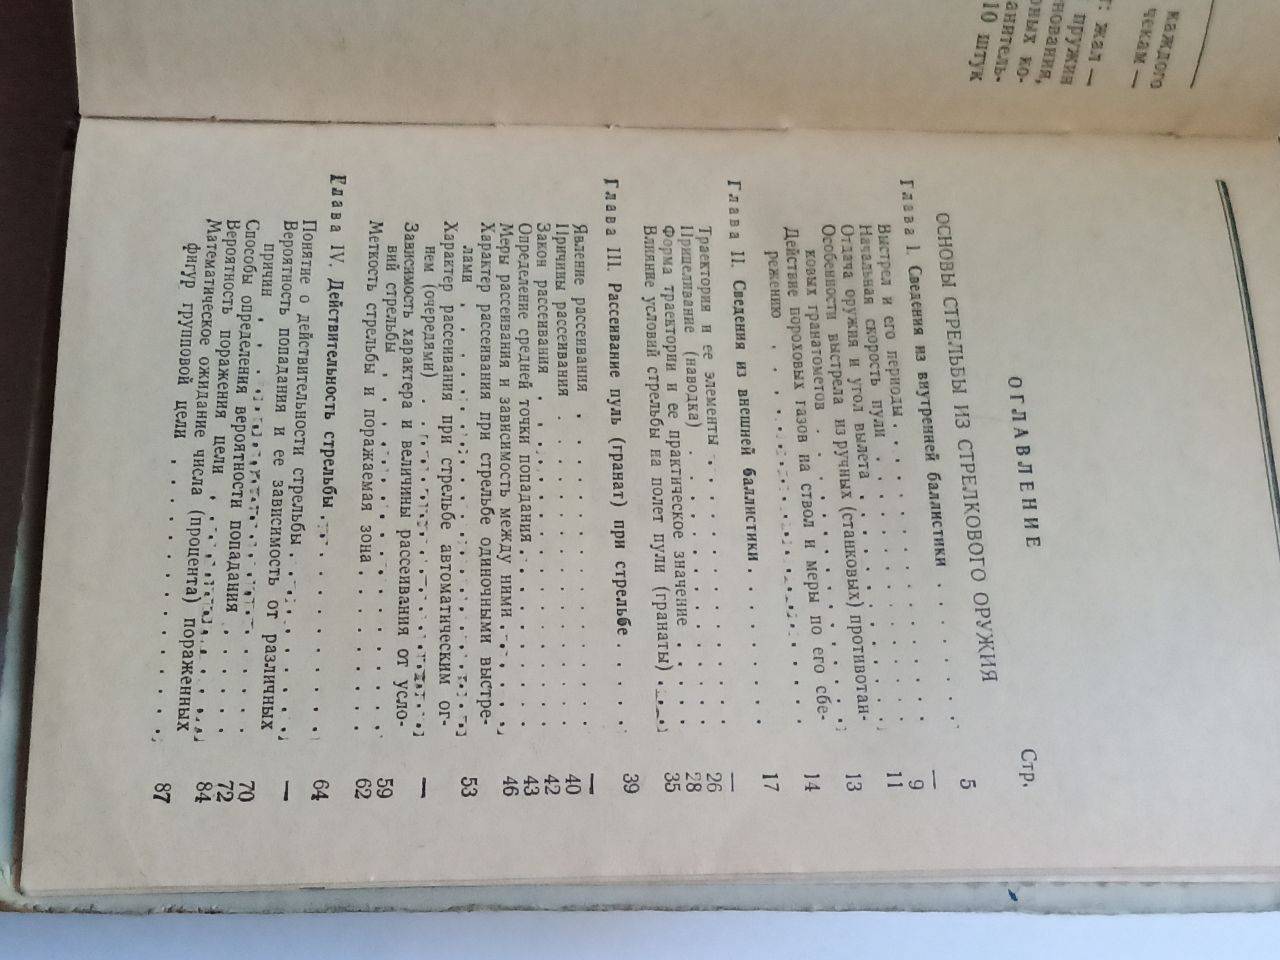 каждого
чекам —
: жал —
пружин
нования,
рных ко-
анитель-
10 штук
ОГЛАВЛЕНИЕ
Стр.
ОСНОВЫ СТРЕЛЬБЫ ИЗ СТРЕЛКОВОГО ОРУЖИЯ
Глава I. Сведения из внутренней баллистики . . . . . . 5
Выстрел и его периоды . . . . . . . . . . —
Начальная скорость пули . . . . . . . . . 9
Отдача оружия и угол вылета . . . . . . . . 11
Особенности выстрела из ручных (станковых) противотан-
ковых гранатометов . . . . . . . . . . 13
Действие пороховых газов на ствол и меры по его сбе-
режению . . . . . . . . . . . . 14
Глава II. Сведения из внешней баллистики . . . . . . . 17
Траектория и ее элементы . . . . . . . . . —
Прицеливание (наводка) . . . . . . . . . 26
Форма траектории и ее практическое значение . . . . 28
Влияние условий стрельбы на полет пули (гранаты) . . . 35
Глава III. Рассеивание пуль (гранат) при стрельбе . . . . 39
Явление рассеивания . . . . . . . . . . —
Причины рассеивания . . . . . . . . . . 40
Закон рассеивания . . . . . . . . . . 42
Определение средней точки попадания . . . . . . 43
Меры рассеивания и зависимость между ними . . . . . 46
Характер рассеивания при стрельбе одиночными выстре-
лами . . . . . . . . . . . . . 53
Характер рассеивания при стрельбе автоматическим ог-
нем (очередями) . . . . . . . . . . . —
Зависимость характера и величины рассеивания от усло-
вий стрельбы . . . . . . . . . . . 59
Меткость стрельбы и поражаемая зона . . . . . . 62
Глава IV. Действительность стрельбы . . . . . . . . 64
Понятие о действительности стрельбы . . . . . . . —
Вероятность попадания и ее зависимость от различных
причин . . . . . . . . . . . . 70
Способы определения вероятности попадания . . . . . 72
Вероятность поражения цели . . . . . . . . 84
Математическое ожидание числа (процента) пораженных
фигур групповой цели . . . . . . . . . 87